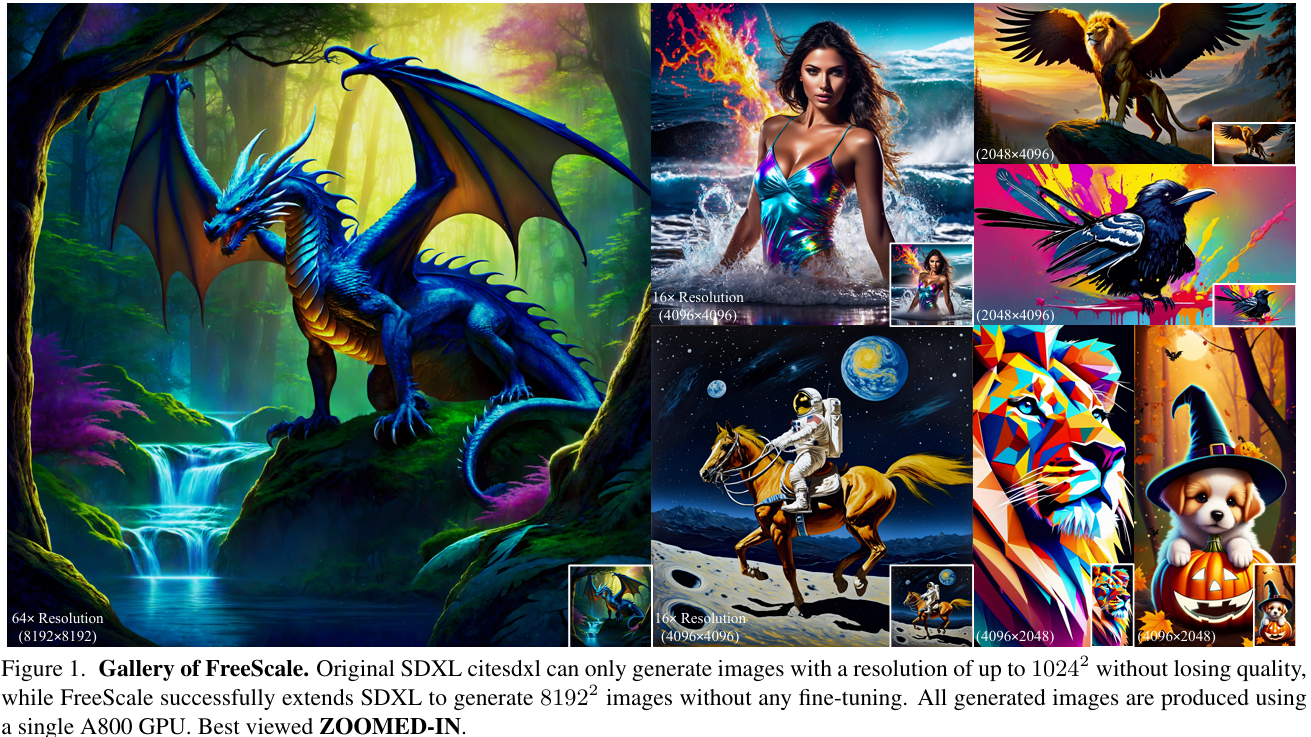 64× Resolution
(8192×8192)
16× Resolution
(4096×4096)
(2048×4096)
(2048×4096)
16× Resolution
(4096×4096)
(4096×2048)
(4096×2048)
Figure 1. Gallery of FreeScale. Original SDXL citesdxl can only generate images with a resolution of up to 1024² without losing quality,
while FreeScale successfully extends SDXL to generate 8192² images without any fine-tuning. All generated images are produced using
a single A800 GPU. Best viewed ZOOMED-IN.